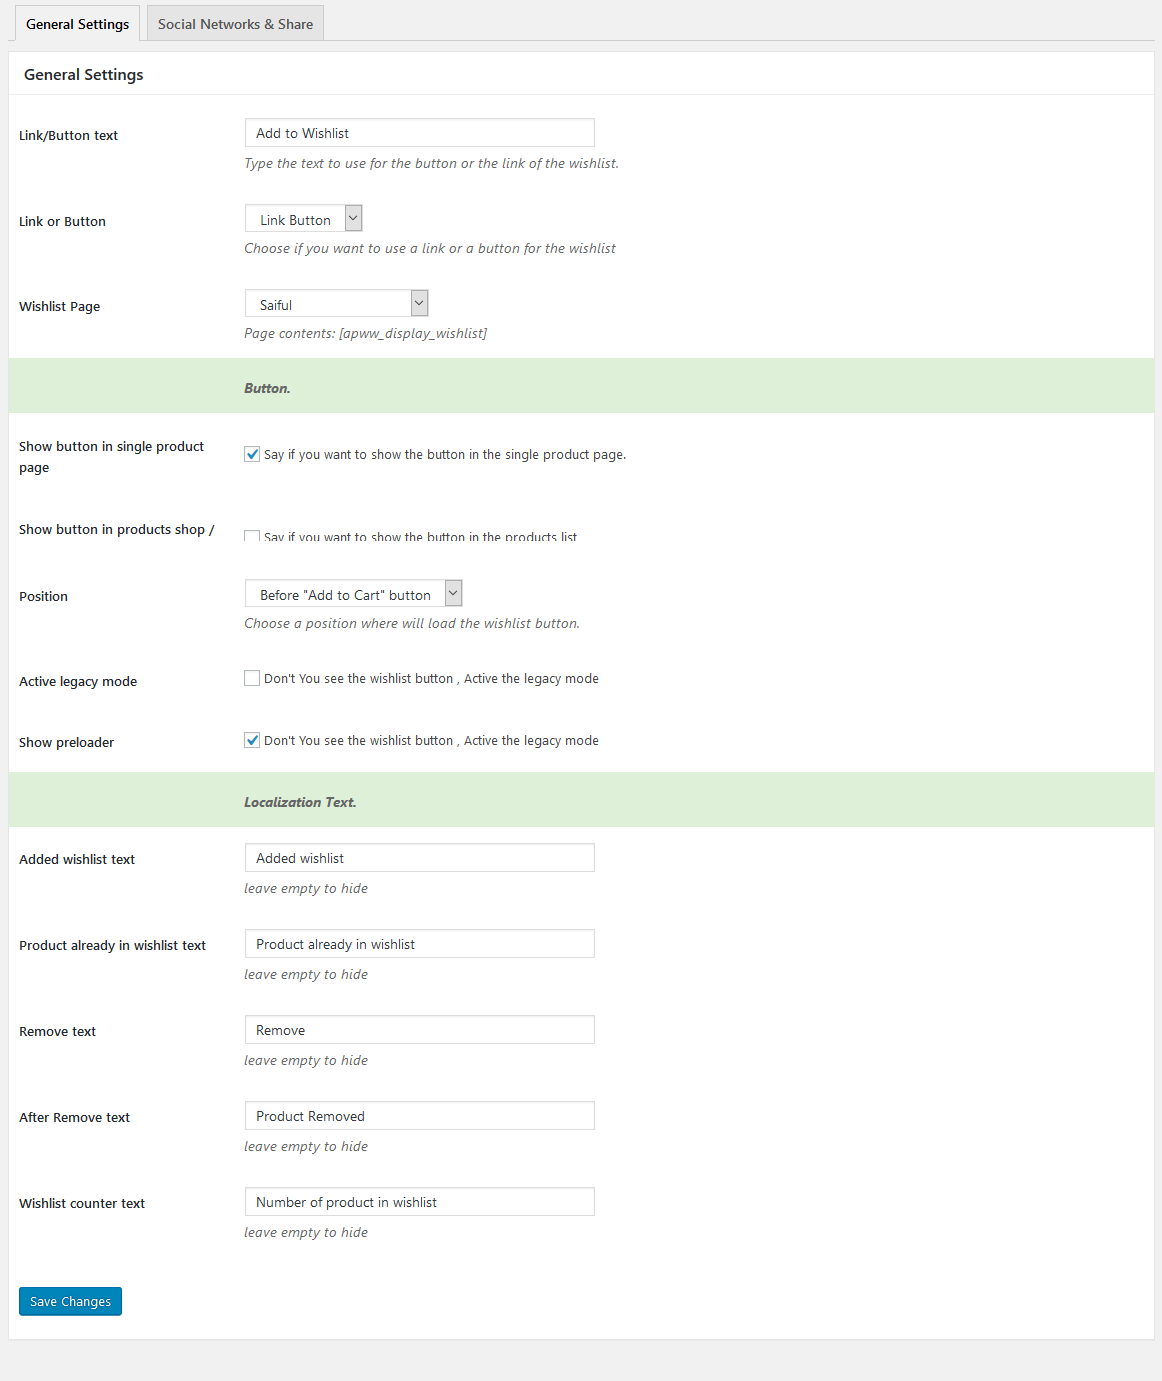 General Settings
Social Networks & Share
General Settings
Link/Button text
Add to Wishlist
Type the text to use for the button or the link of the wishlist.
Link or Button
Link Button
Choose if you want to use a link or a button for the wishlist
Wishlist Page
Saiful
Page contents: [apww_display_wishlist]
Button.
Show button in single product
page
Say if you want to show the button in the single product page.
Show button in products shop /
Say if you want to show the button in the products list
Position
Before "Add to Cart" button
Choose a position where will load the wishlist button.
Active legacy mode
Don't You see the wishlist button , Active the legacy mode
Show preloader
Don't You see the wishlist button , Active the legacy mode
Localization Text.
Added wishlist text
Added wishlist
leave empty to hide
Product already in wishlist text
Product already in wishlist
leave empty to hide
Remove text
Remove
leave empty to hide
After Remove text
Product Removed
leave empty to hide
Wishlist counter text
Number of product in wishlist
leave empty to hide
Save Changes